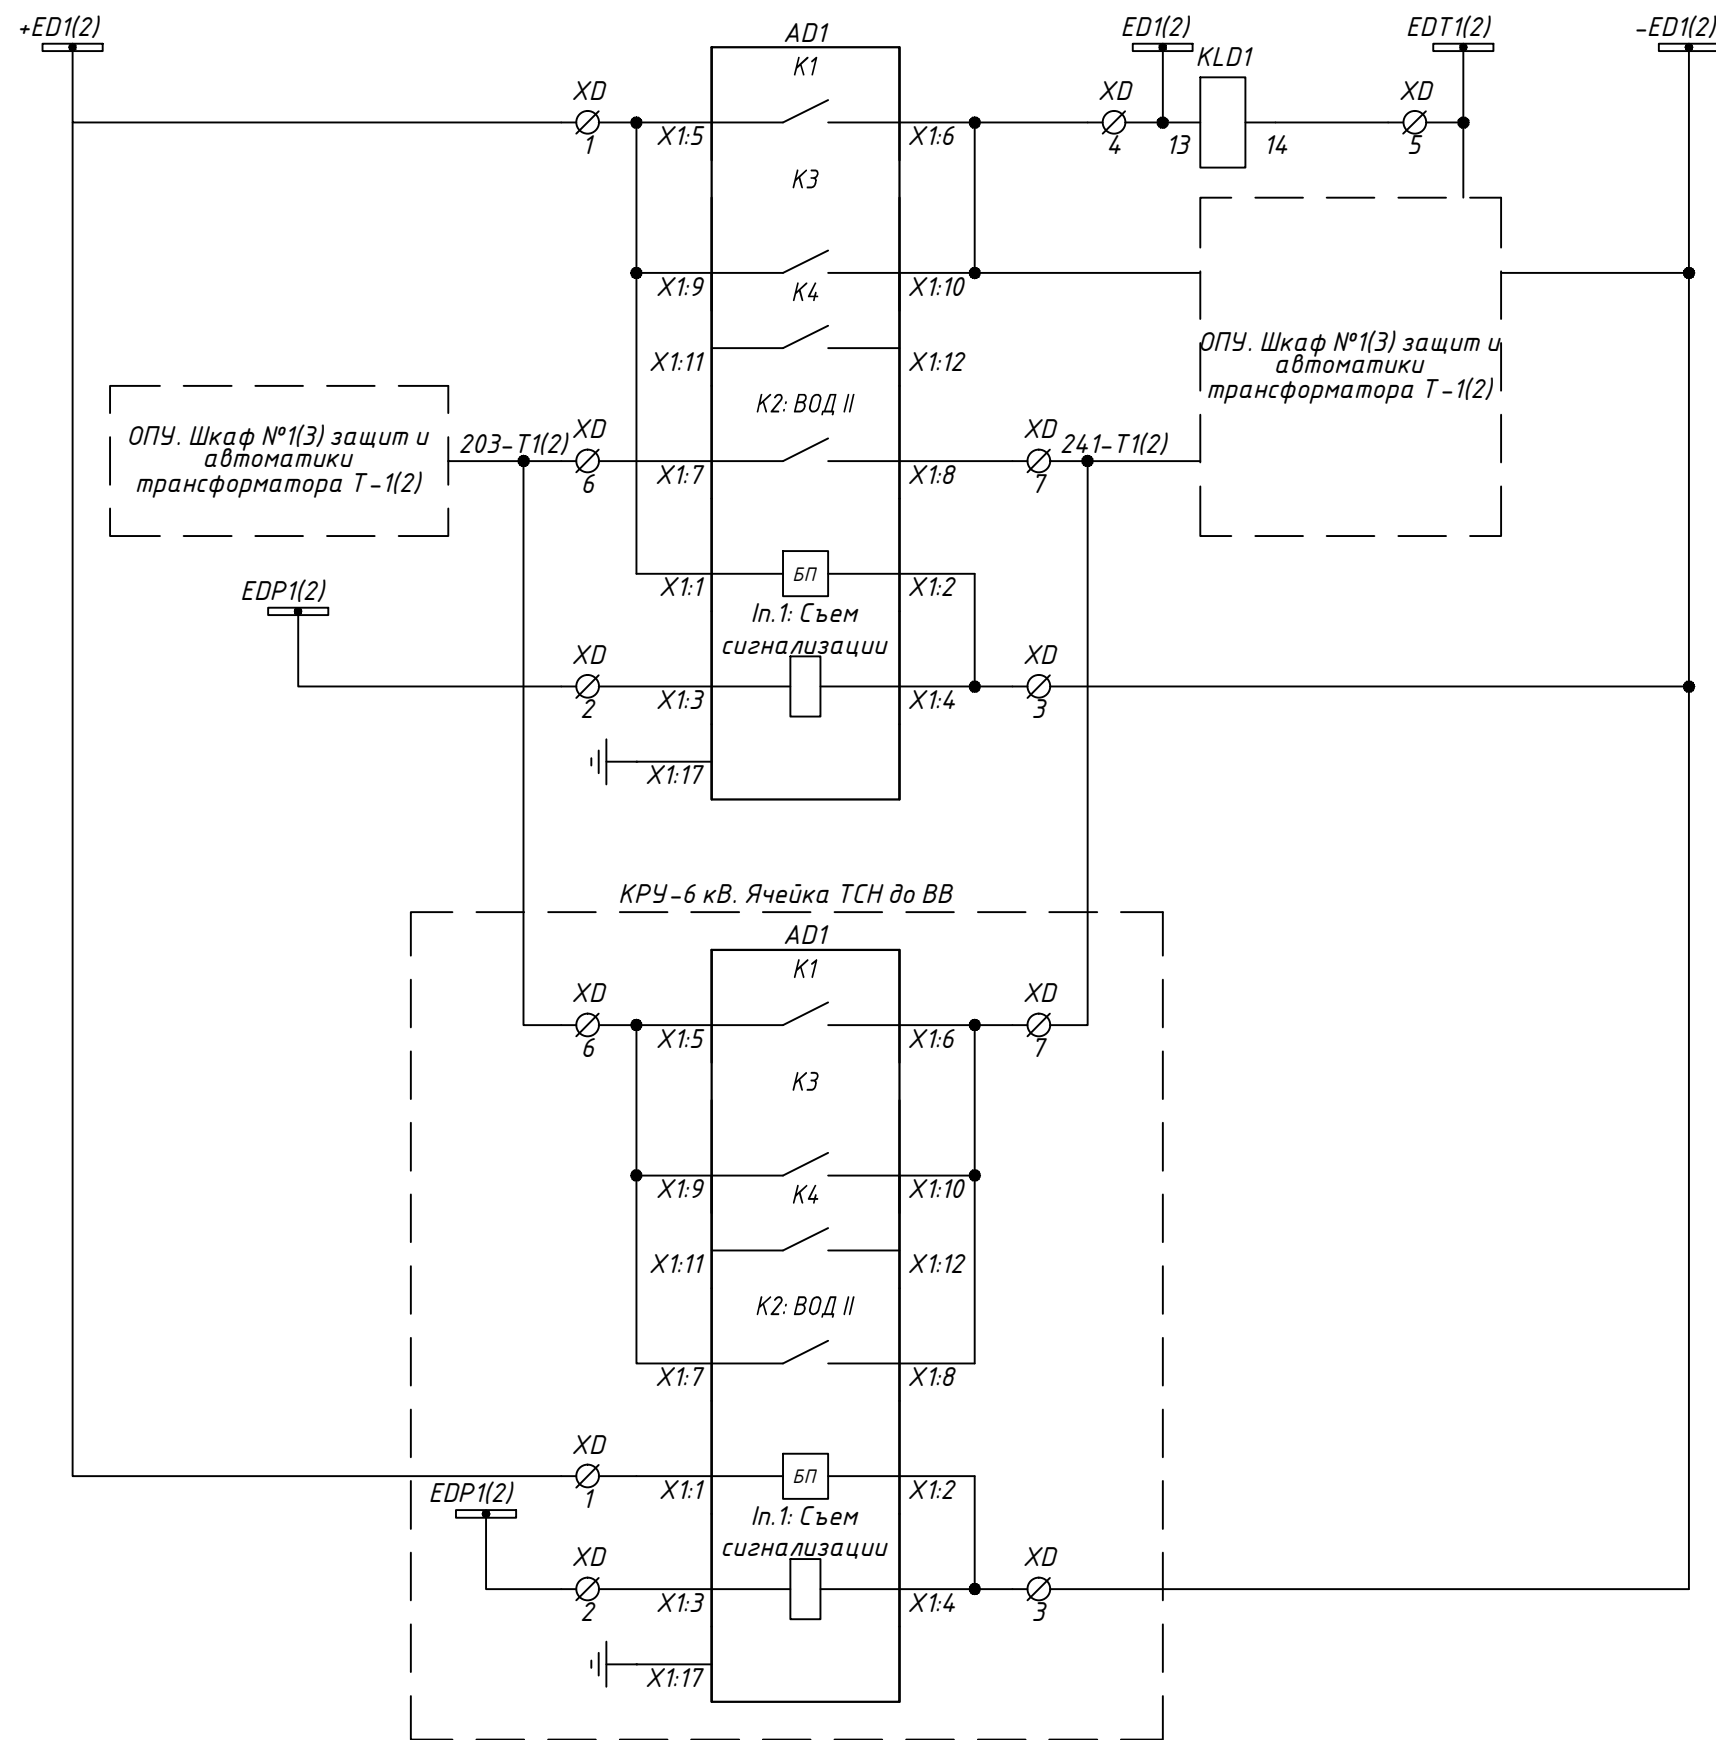 +ED1(2)
AD1
ED1(2)
EDT1(2)
-ED1(2)
K1
KLD1
XD
XD
XD
1
X1:5
X1:6
4
13
14
5
K3
X1:9
X1:10
K4
X1:11
X1:12
ОПУ. Шкаф №1(3) защит и
автоматики
трансформатора Т-1(2)
K2: ВОД II
ОПУ. Шкаф №1(3) защит и
автоматики
трансформатора Т-1(2)
203-Т1(2)
XD
XD
241-Т1(2)
6
X1:7
X1:8
7
EDP1(2)
X1:1
БП
X1:2
In.1: Съем
сигнализации
XD
XD
2
X1:3
X1:4
3
X1:17
КРУ-6 кВ. Ячейка ТСН до ВВ
AD1
K1
XD
XD
6
X1:5
X1:6
7
K3
X1:9
X1:10
K4
X1:11
X1:12
K2: ВОД II
X1:7
X1:8
XD
1
X1:1
БП
X1:2
EDP1(2)
In.1: Съем
сигнализации
XD
XD
2
X1:3
X1:4
3
X1:17